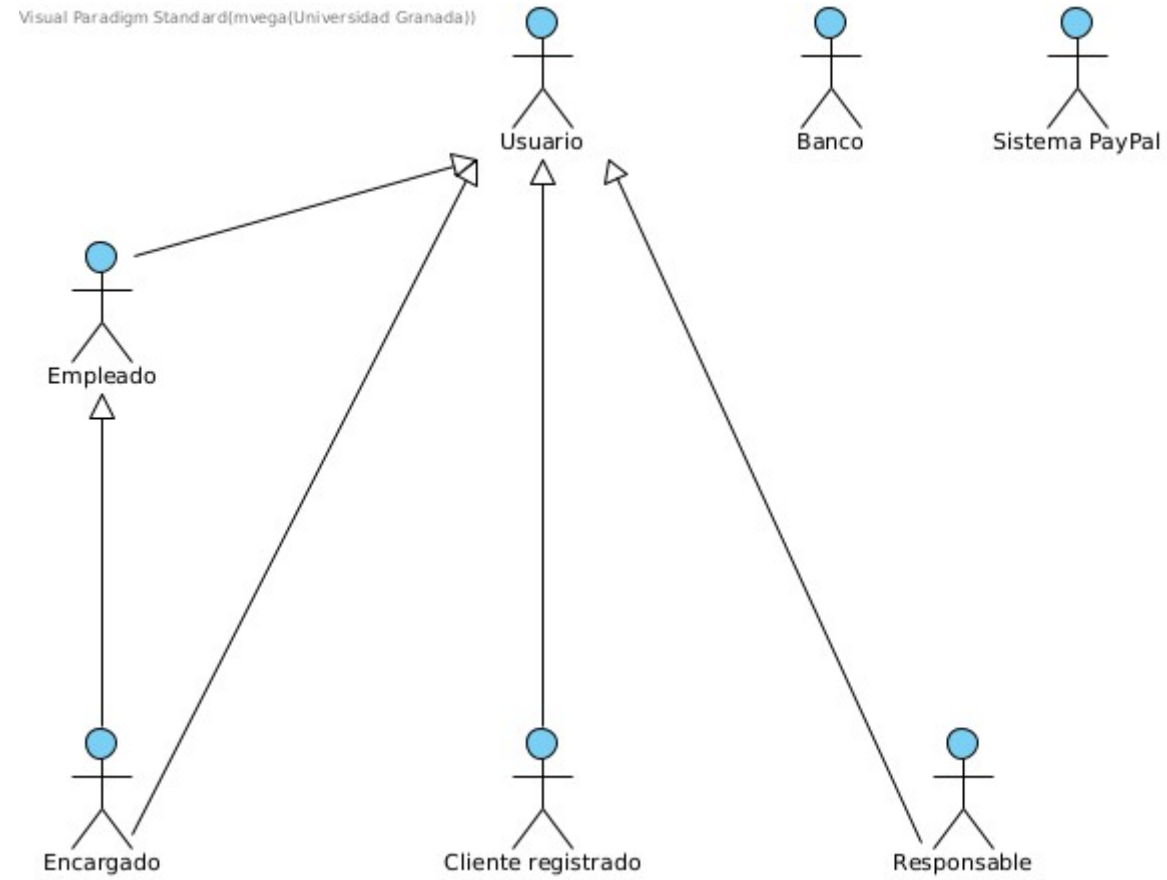 Visual Paradigm Standard(mvega(Universidad Granada))
Usuario
Banco
Sistema PayPal
Empleado
Encargado
Cliente registrado
Responsable